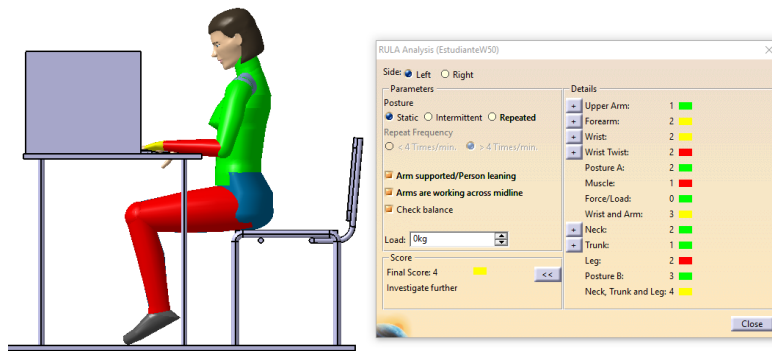 RULA Analysis (EstudianteW50)
Side: Left Right
Parameters
Posture
Static Intermittent Repeated
Repeat Frequency
< 4 Times/min. > 4 Times/min.
Arm supported/Person leaning
Arms are working across midline
Check balance
Load: 0kg
Score
Final Score: 4
<<
Investigate further
Details
+ Upper Arm: 1
+ Forearm: 2
+ Wrist: 2
+ Wrist Twist: 2
Posture A: 2
Muscle: 1
Force/Load: 0
Wrist and Arm: 3
+ Neck: 2
+ Trunk: 1
Leg: 2
Posture B: 3
Neck, Trunk and Leg: 4
Close